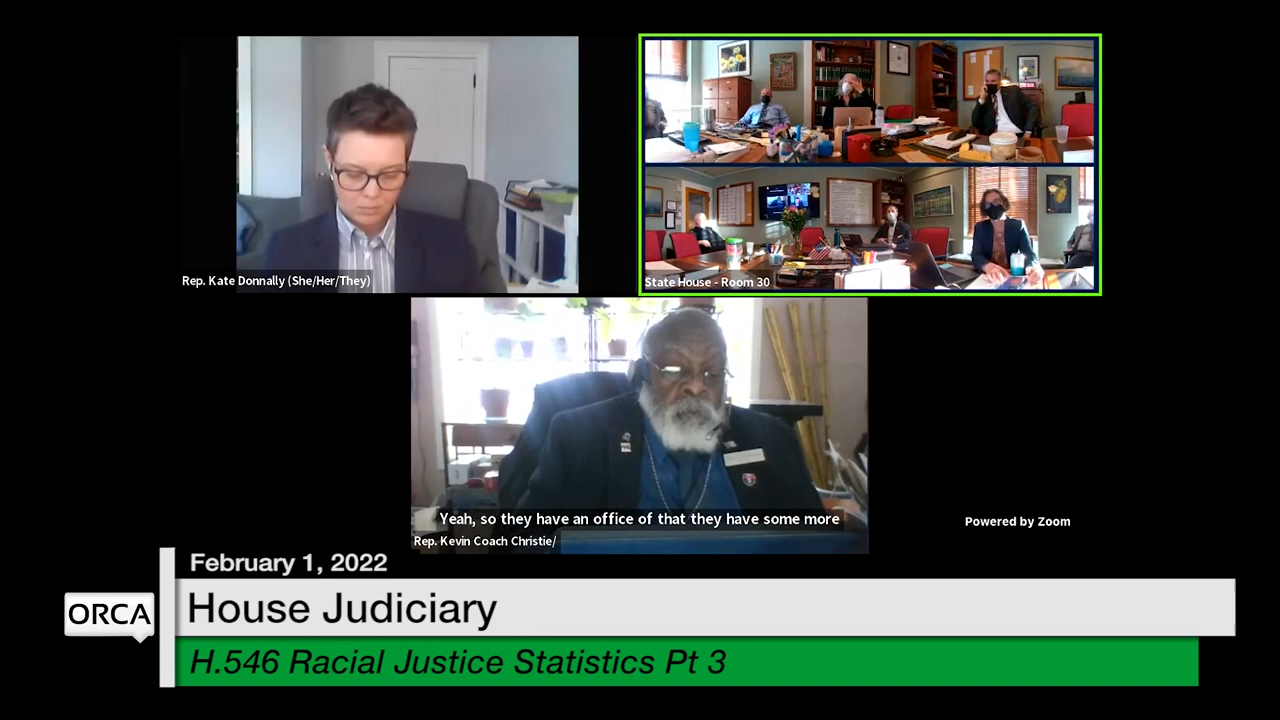 Rep. Kate Donnally (She/Her/They)
State House - Room 30
Yeah, so they have an office of that they have some more
Rep. Kevin Coach Christie/
Powered by Zoom
February 1, 2022
ORCA
House Judiciary
H.546 Racial Justice Statistics Pt 3